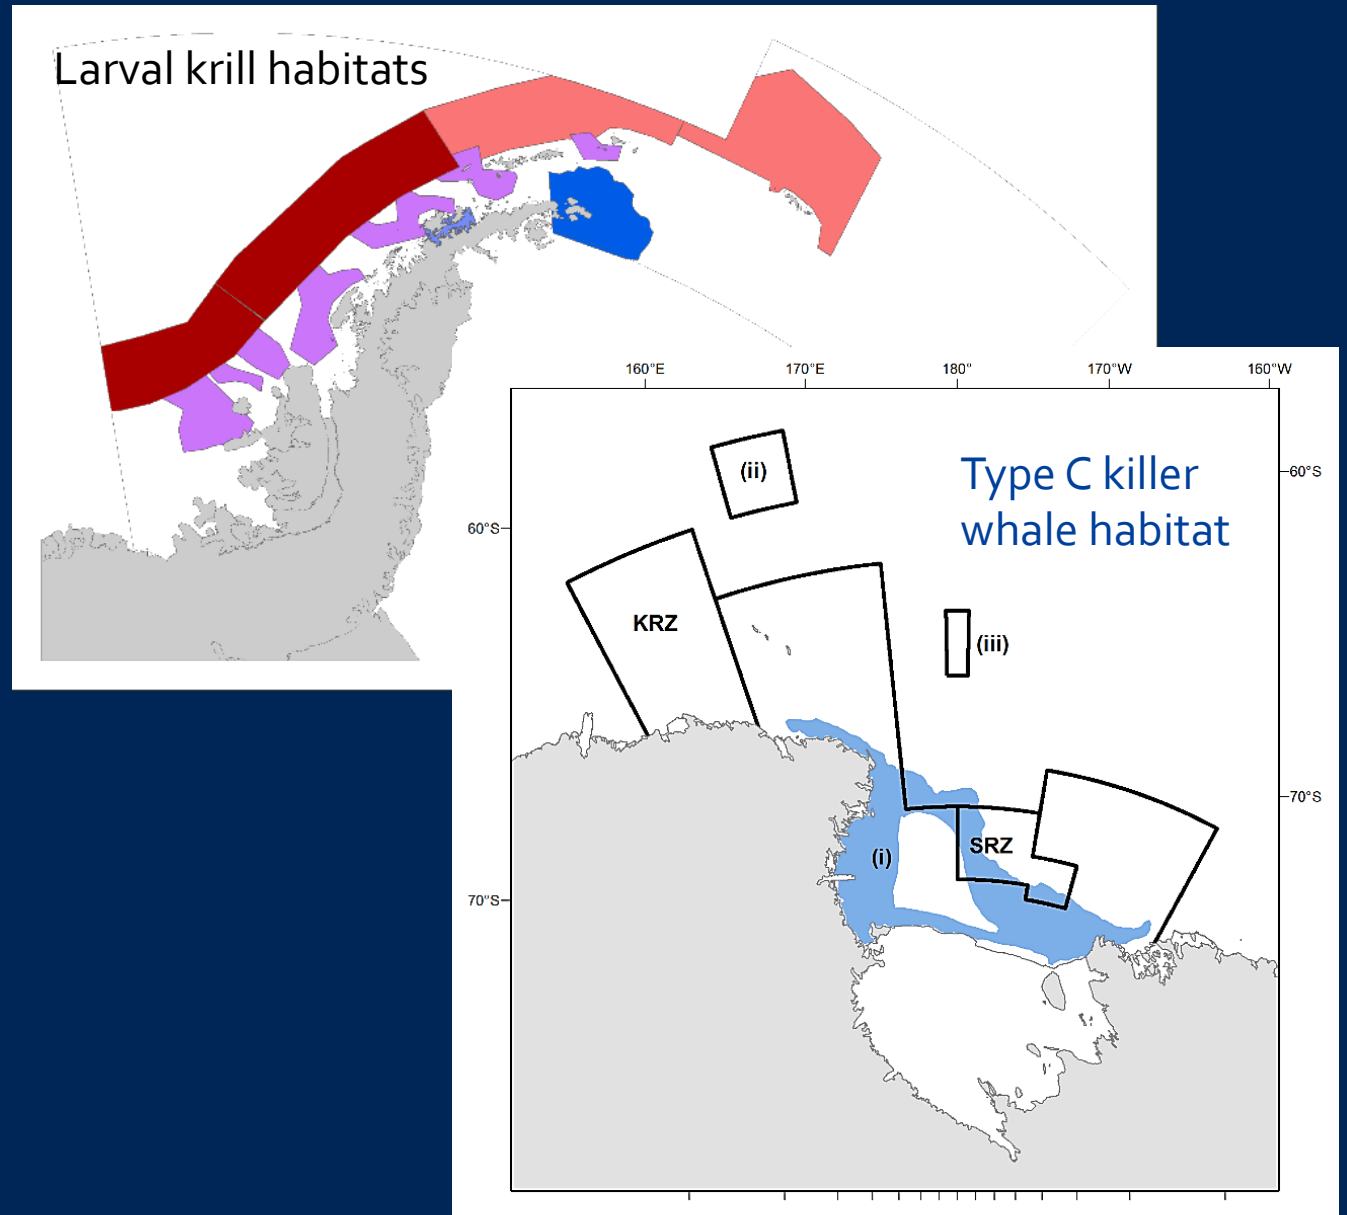 Larval krill habitats
160°E 170°E 180° 170°W 160°W
(ii)
Type C killer
whale habitat
60°S
60°S
KRZ
(iii)
70°S
SRZ
(i)
70°S